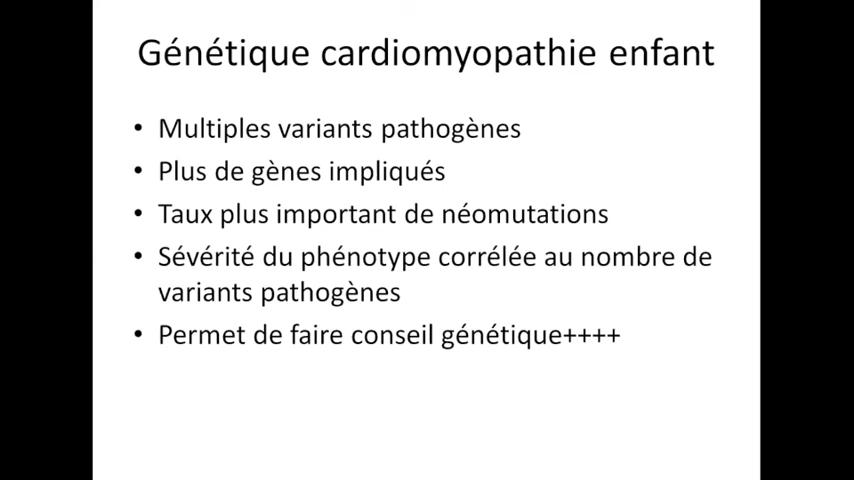 Génétique cardiomyopathie enfant
• Multiples variants pathogènes
• Plus de gènes impliqués
• Taux plus important de néomutations
• Sévérité du phénotype corrélée au nombre de
variants pathogènes
• Permet de faire conseil génétique++++